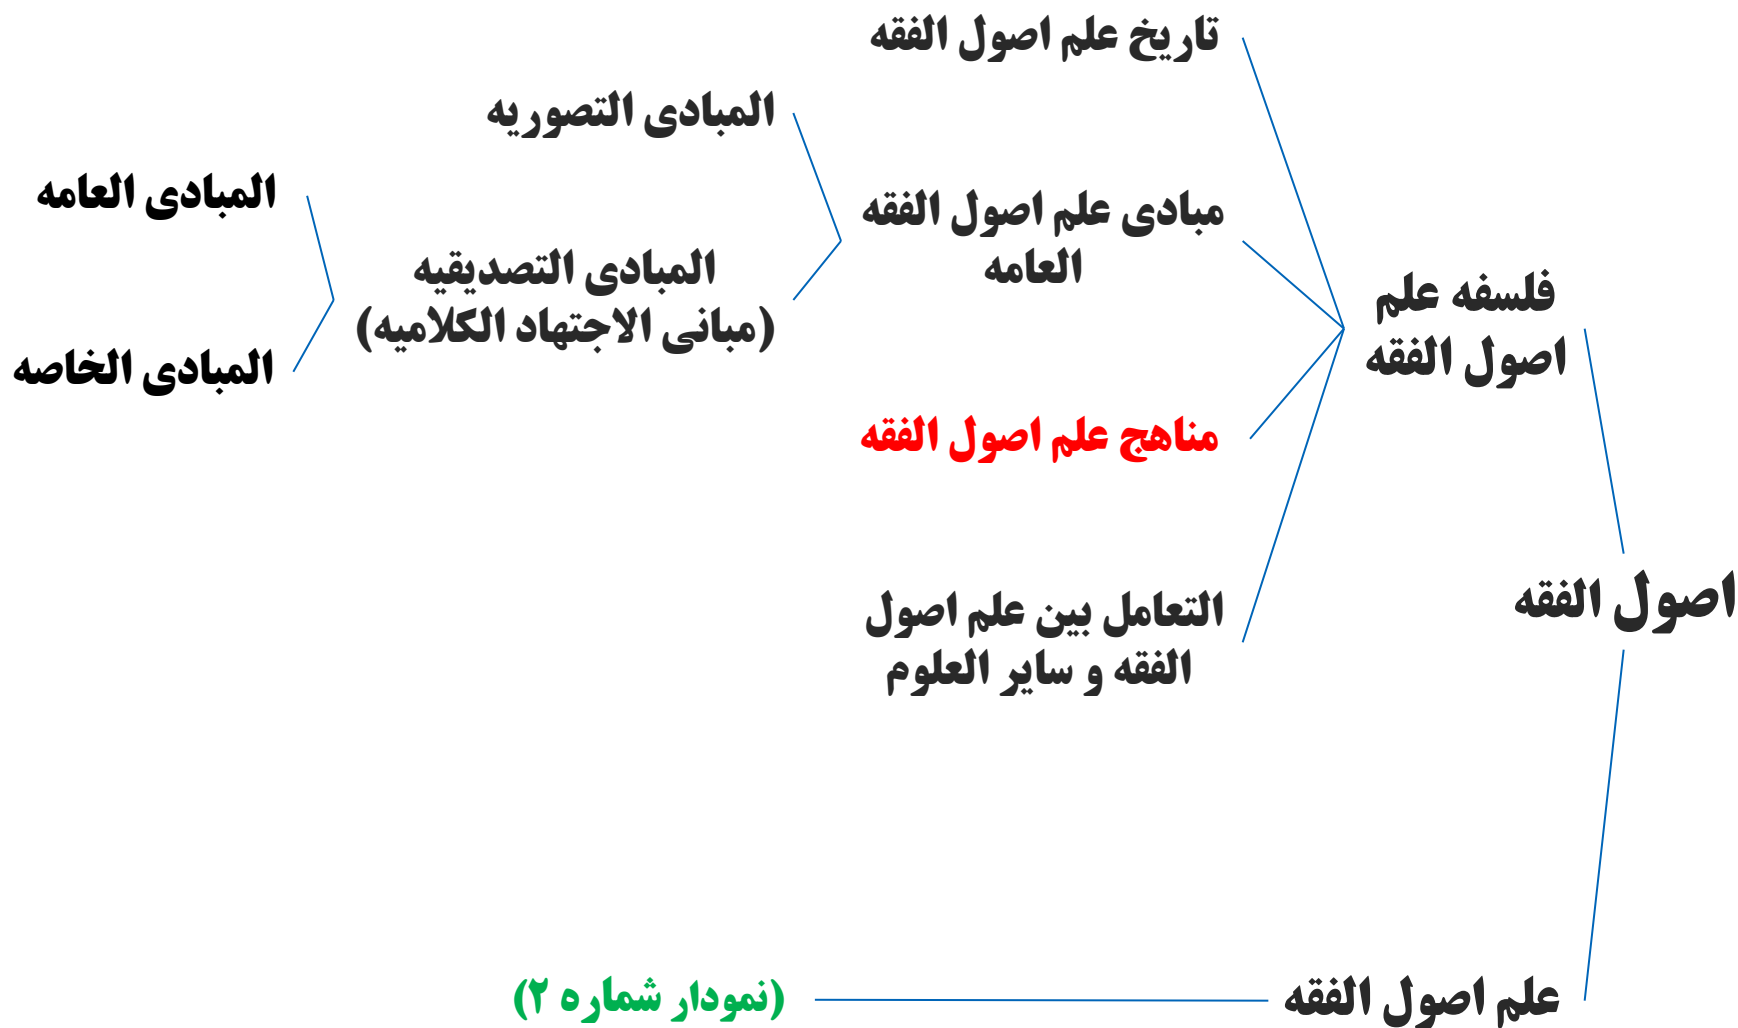 اصول الفقه
فلسفه علم
اصول الفقه
تاریخ علم اصول الفقه
مبادی علم اصول الفقه
العامه
المبادی التصوریه
المبادی التصدیقیه
(مبانی الاجتهاد الکلامیه)
المبادی العامه
المبادی الخاصه
مناهج علم اصول الفقه
التعامل بین علم اصول
الفقه و سایر العلوم
علم اصول الفقه
(نمودار شماره ۲)